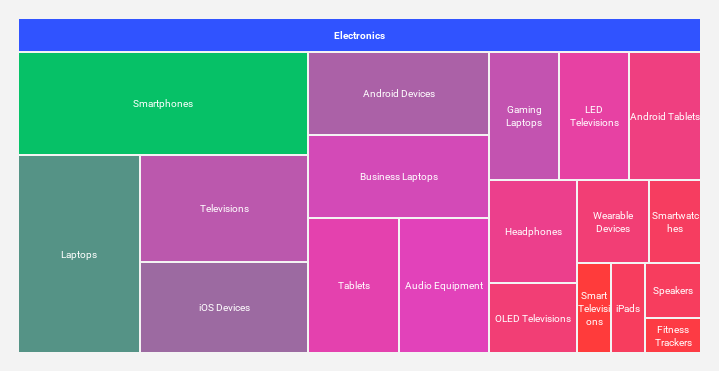 Electronics
Smartphones
Android Devices
Gaming
Laptops
LED
Televisions
Android Tablets
Business Laptops
Televisions
Laptops
iOS Devices
Tablets
Audio Equipment
Headphones
Wearable
Devices
Smartwatc
hes
OLED Televisions
Smart
Televisi
ons
iPads
Speakers
Fitness
Trackers